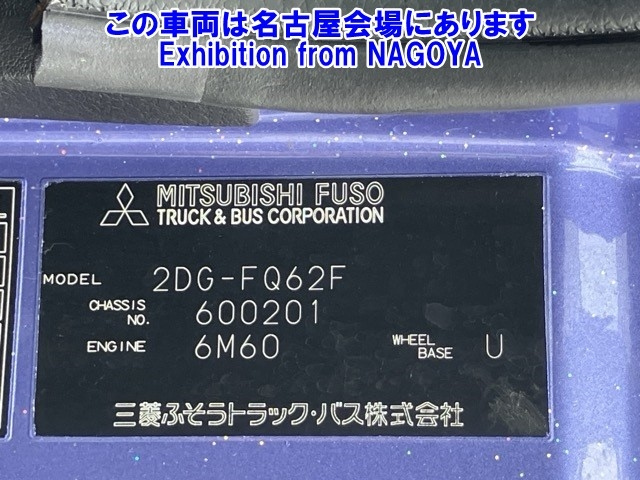 この車両は名古屋会場にあります
Exhibition from NAGOYA
MITSUBISHI FUSO
TRUCK & BUS CORPORATION
MODEL 2DG-FQ62F
CHASSIS NO. 600201
ENGINE 6M60 WHEEL BASE U
三菱ふそうトラック・バス株式会社